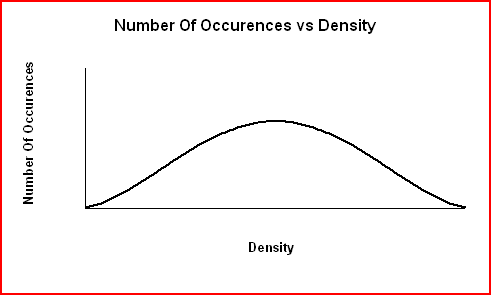 Number Of Occurences vs Density
Number Of Occurences
Density